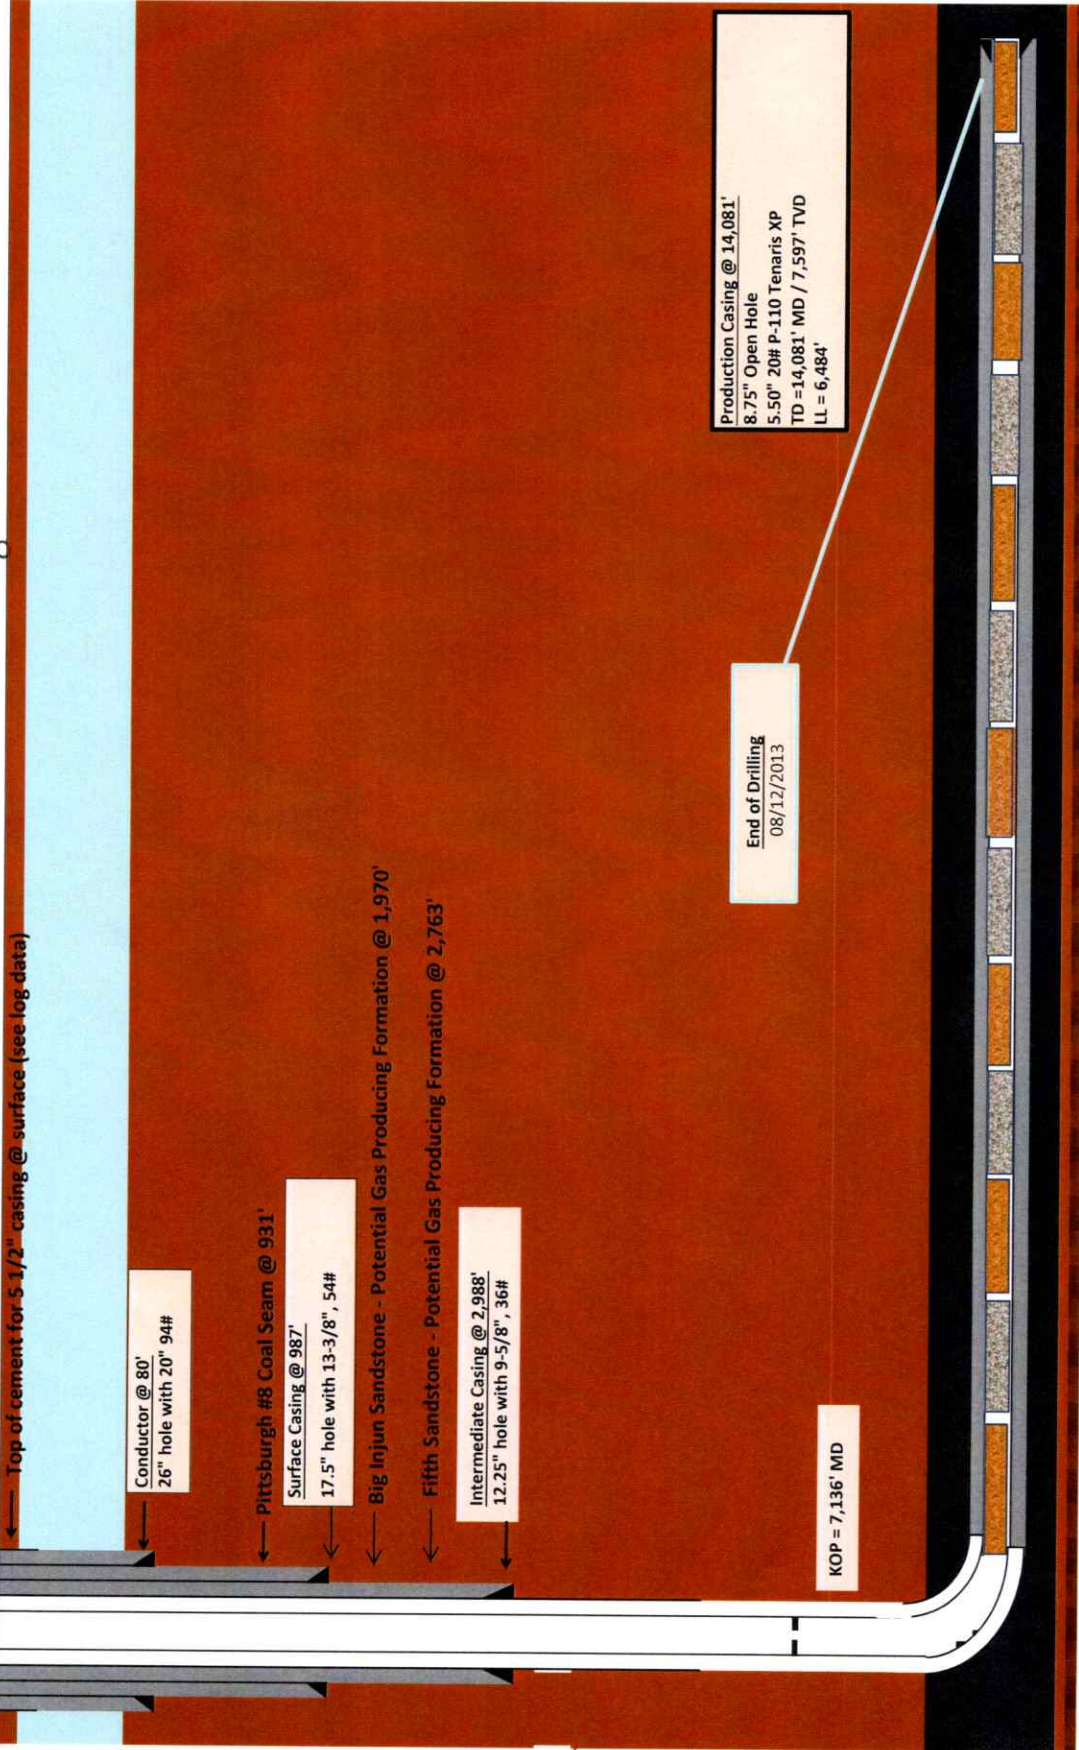 Top of cement for 5 1/2" casing @ surface (see log data)
Conductor @ 80'
26" hole with 20" 94#
Pittsburgh #8 Coal Seam @ 931'
Surface Casing @ 987'
17.5" hole with 13-3/8", 54#
Big Injun Sandstone - Potential Gas Producing Formation @ 1,970'
Fifth Sandstone - Potential Gas Producing Formation @ 2,763'
Intermediate Casing @ 2,988'
12.25" hole with 9-5/8", 36#
KOP = 7,136' MD
End of Drilling
08/12/2013
Production Casing @ 14,081'
8.75" Open Hole
5.50" 20# P-110 Tenaris XP
TD =14,081' MD / 7,597' TVD
LL = 6,484'